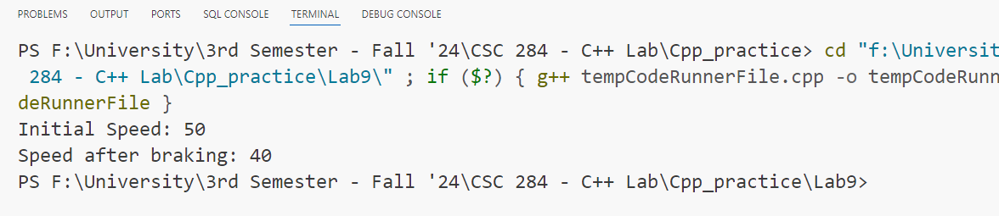 PROBLEMS OUTPUT PORTS SQL CONSOLE TERMINAL DEBUG CONSOLE
PS F:\University\3rd Semester - Fall '24\CSC 284 - C++ Lab\Cpp_practice> cd "f:\Universit
284 - C++ Lab\Cpp_practice\Lab9\" ; if ($?) { g++ tempCodeRunnerFile.cpp -o tempCodeRunn
deRunnerFile }
Initial Speed: 50
Speed after braking: 40
PS F:\University\3rd Semester - Fall '24\CSC 284 - C++ Lab\Cpp_practice\Lab9>